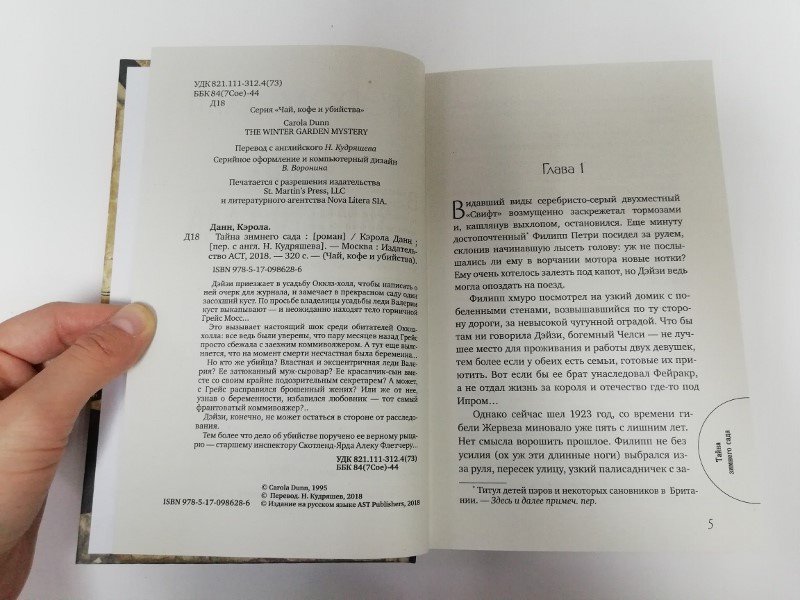 УДК 821.111-312.4(73)
ББК 84(7Сое)-44
Д18
Серия «Чай, кофе и убийства»
Carola Dunn
THE WINTER GARDEN MYSTERY
Перевод с английского Н. Кудряшева
Серийное оформление и компьютерный дизайн
В. Воронина
Печатается с разрешения издательства
St. Martin's Press, LLC
и литературного агентства Nova Litera SIA.
Данн, Кэрола.
Д18 Тайна зимнего сада : [роман] / Кэрола Данн ;
[пер. с англ. Н. Кудряшева]. — Москва : Издатель-
ство АСТ, 2018. — 320 с. — (Чай, кофе и убийства).
ISBN 978-5-17-098628-6
Дэйзи приезжает в усадьбу Окклз-холл, чтобы написать о
ней очерк для журнала, и замечает в прекрасном саду один
засохший куст. По просьбе владелицы усадьбы леди Валерии
куст выкапывают — и неожиданно находят тело горничной
Грейс Мосс...
Это вызывает настоящий шок среди обитателей Окклз-
холла: все ведь были уверены, что пару месяцев назад Грейс
просто сбежала с заезжим коммивояжером. А тут еще выяс-
няется, что на момент смерти несчастная была беременна...
Но кто же убийца? Властная и эксцентричная леди Вале-
рия? Ее затюканный муж-сыровар? Ее красавчик-сын вме-
сте со своим крайне подозрительным секретарем? А может,
с Грейс расправился брошенный жених? Или же от нее,
узнав о беременности, избавился любовник — тот самый
франтоватый коммивояжер?..
Дэйзи, конечно, не может остаться в стороне от расследо-
вания.
Тем более что дело об убийстве поручено ее верному рыца-
рю — старшему инспектору Скотленд-Ярда Алеку Флетчеру...
УДК 821.111-312.4(73)
ББК 84(7Сое)-44
© Carola Dunn, 1995
© Перевод. Н. Кудряшев, 2018
ISBN 978-5-17-098628-6 © Издание на русском языке AST Publishers, 2018
Глава 1
Видавший виды серебристо-серый двухместный
«Свифт» возмущенно заскрежетал тормозами
и, кашлянув выхлопом, остановился. Еще минуту
достопочтенный* Филипп Петри посидел за рулем,
склонив начинавшую лысеть голову: уж не послы-
шались ли ему в ворчании мотора новые нотки?
Ему очень хотелось залезть под капот, но Дэйзи ведь
могла опоздать на поезд.
Филипп хмуро посмотрел на узкий домик с по-
беленными стенами, возвышавшийся по ту сторо-
ну дороги, за невысокой чугунной оградой. Что бы
там ни говорила Дэйзи, богемный Челси — не луч-
шее место для проживания и работы двух девушек,
тем более если у обеих есть семьи, готовые их при-
ютить. Вот если бы ее брат унаследовал Фейракр,
а не отдал жизнь за короля и отечество где-то под
Ипром...
Однако сейчас шел 1923 год, со времени ги-
бели Жервеза миновало уже пять с лишним лет.
Нет смысла ворошить прошлое. Филипп не без
усилия (ох уж эти длинные ноги) выбрался из-
за руля, пересек улицу, узкий палисадничек с за-
* Титул детей пэров и некоторых сановников в Брита-
нии. — Здесь и далее примеч. пер.
5
Тайна
зимнего сада